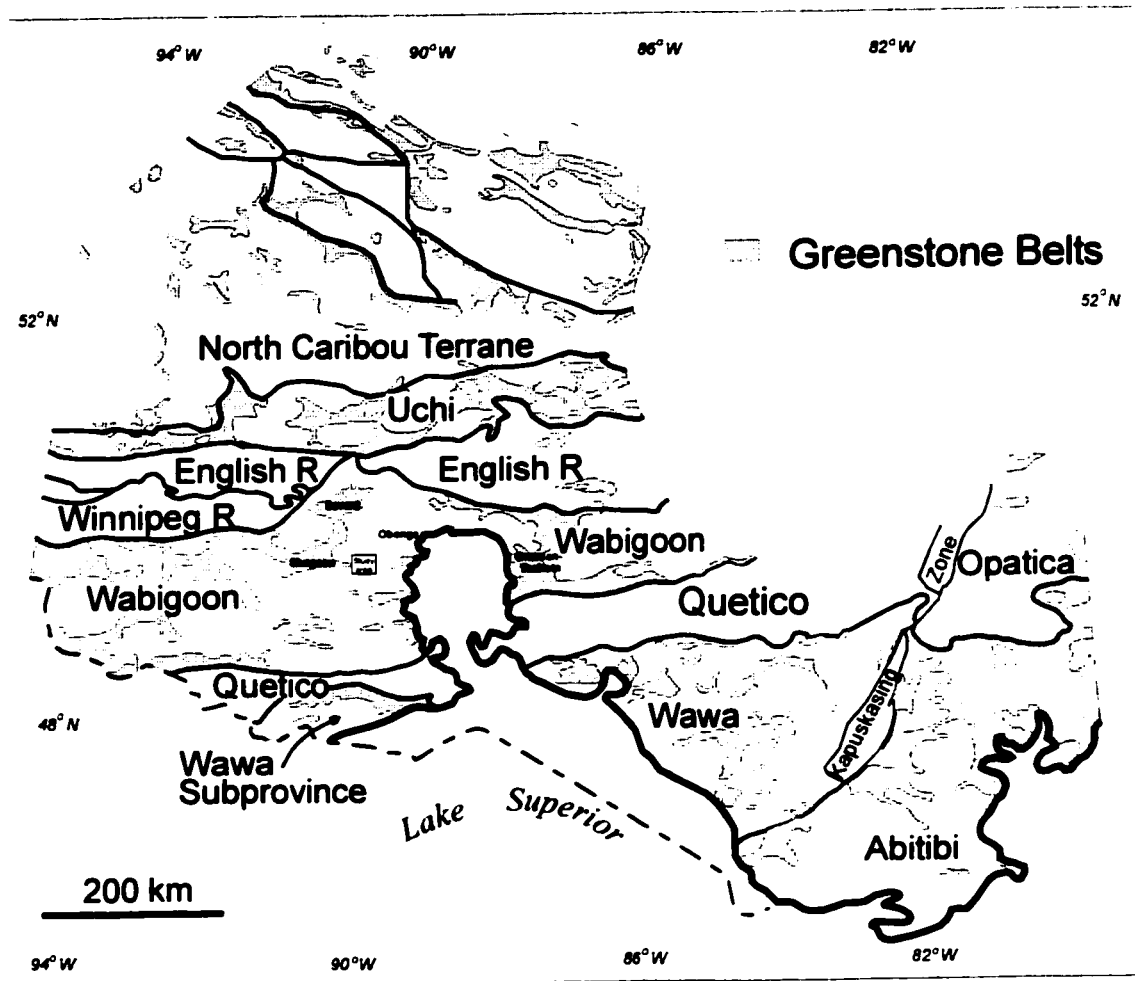 94°W
90°W
86°W
82°W
Greenstone Belts
52°N
52°N
North Caribou Terrane
Uchi
English R
English R
Winnipeg R
Wabigoon
Zone
Opatica
Wabigoon
Quetico
Quetico
Kapuskasing
Wawa
48°N
Wawa
Subprovince
Lake Superior
Abitibi
200 km
94°W
90°W
86°W
82°W